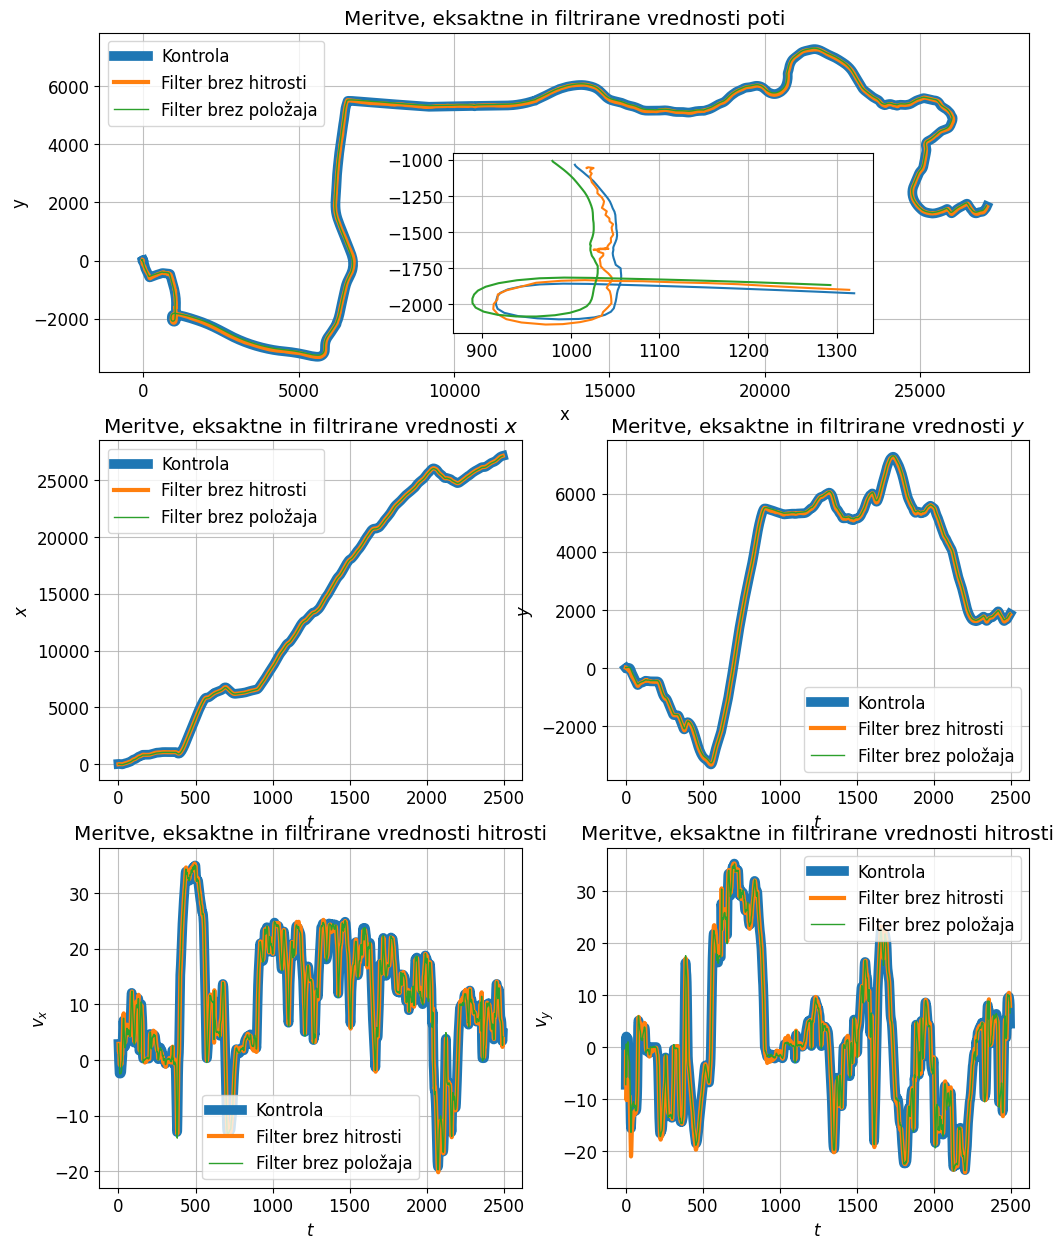 Meritve, eksaktne in filtrirane vrednosti poti
Kontrola
Filter brez hitrosti
Filter brez položaja
y
6000
4000
2000
0
−2000
−1000
−1250
−1500
−1750
−2000
900 1000 1100 1200 1300
0 5000 10000 15000 20000 25000
x
Meritve, eksaktne in filtrirane vrednosti x
Kontrola
Filter brez hitrosti
Filter brez položaja
x
25000
20000
15000
10000
5000
0
0 500 1000 1500 2000 2500
t
Meritve, eksaktne in filtrirane vrednosti y
y
6000
4000
2000
0
−2000
Kontrola
Filter brez hitrosti
Filter brez položaja
0 500 1000 1500 2000 2500
t
Meritve, eksaktne in filtrirane vrednosti hitrosti
vₓ
30
20
10
0
−10
−20
Kontrola
Filter brez hitrosti
Filter brez položaja
0 500 1000 1500 2000 2500
t
Meritve, eksaktne in filtrirane vrednosti hitrosti
Kontrola
Filter brez hitrosti
Filter brez položaja
v_y
30
20
10
0
−10
−20
0 500 1000 1500 2000 2500
t